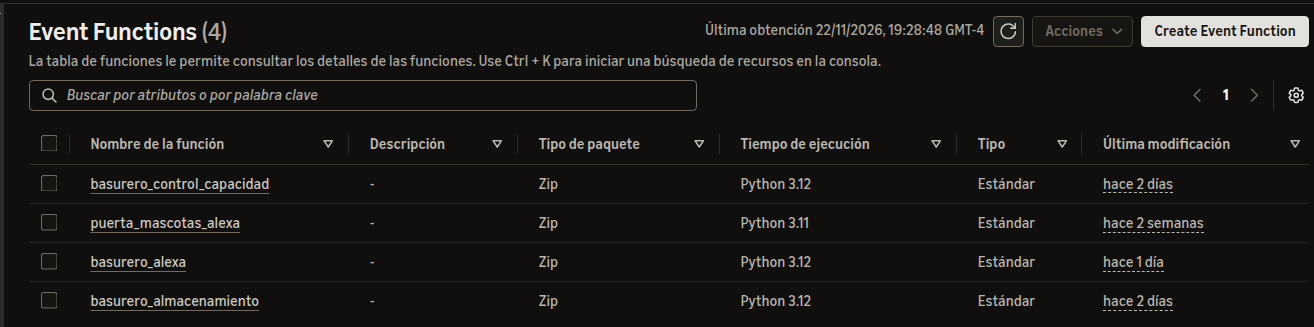 Event Functions (4)
Última obtención 22/11/2026, 19:28:48 GMT-4
Acciones
Create Event Function
La tabla de funciones le permite consultar los detalles de las funciones. Use Ctrl + K para iniciar una búsqueda de recursos en la consola.
Buscar por atributos o por palabra clave
1
Nombre de la función Descripción Tipo de paquete Tiempo de ejecución Tipo Última modificación
basurero_control_capacidad - Zip Python 3.12 Estándar hace 2 días
puerta_mascotas_alexa - Zip Python 3.11 Estándar hace 2 semanas
basurero_alexa - Zip Python 3.12 Estándar hace 1 día
basurero_almacenamiento - Zip Python 3.12 Estándar hace 2 días